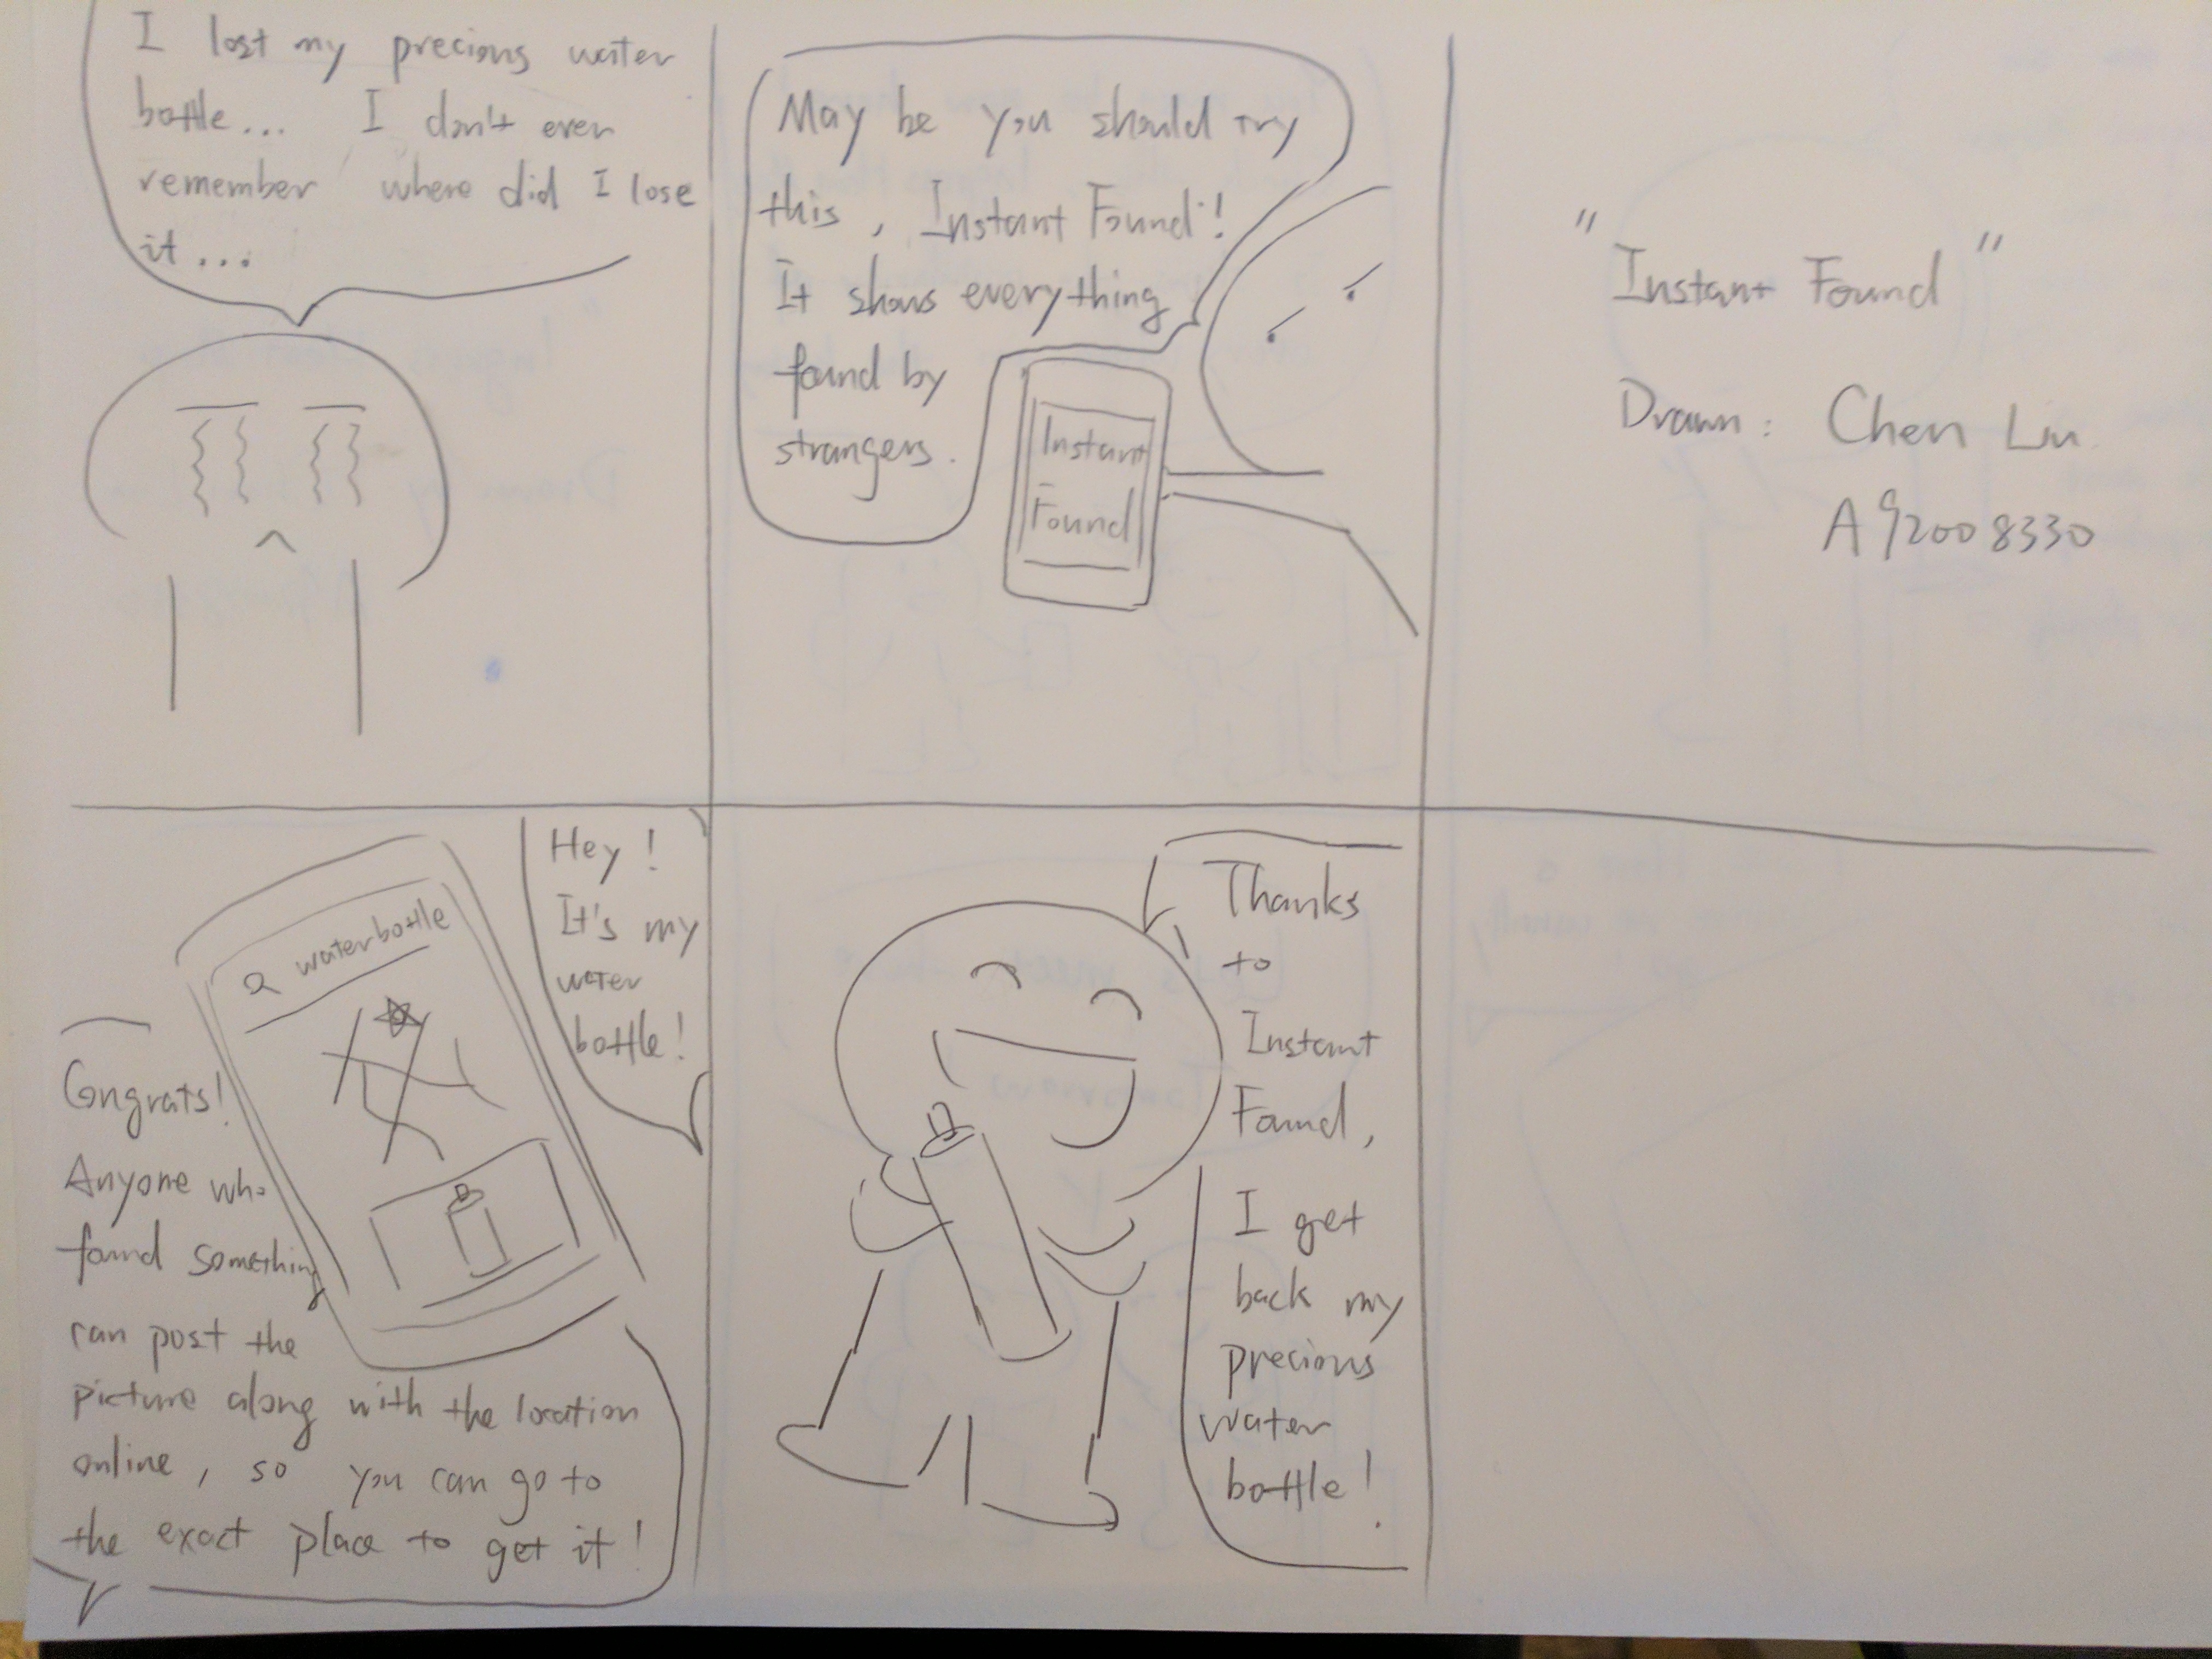 I lost my precious water
bottle... I don't even
remember where did I lose
it...
May be you should try
this, Instant Found!
It shows everything
found by
strangers.
Instant
Found
"Instant Found"
Drawn: Chen Liu
A92008330
waterbottle
Hey!
It's my
water
bottle!
Congrats!
Anyone who
found something
can post the
picture along with the location
online, so you can go to
the exact place to get it!
Thanks
to
Instant
Found,
I get
back my
precious
water
bottle!